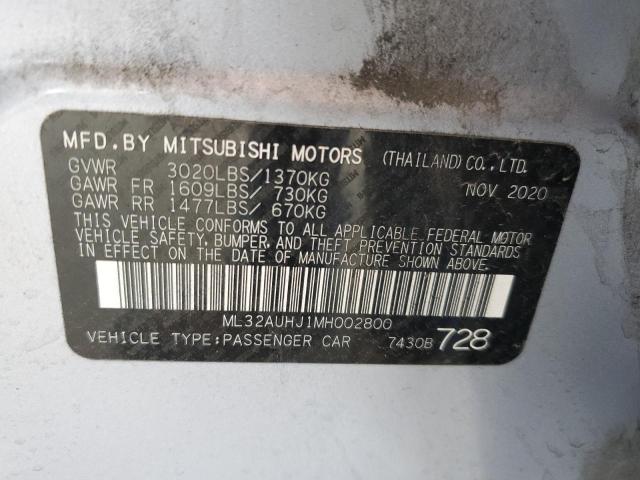 MFD.BY MITSUBISHI MOTORS (THAILAND) CO.,LTD.
GVWR 3020LBS/1370KG NOV 2020
GAWR FR 1609LBS/ 730KG
GAWR RR 1477LBS/ 670KG
THIS VEHICLE CONFORMS TO ALL APPLICABLE FEDERAL MOTOR
VEHICLE SAFETY, BUMPER, AND THEFT PREVENTION STANDARDS
IN EFFECT ON THE DATE OF MANUFACTURE SHOWN ABOVE.
ML32AUHJ1MH002800
VEHICLE TYPE:PASSENGER CAR 7430B 728